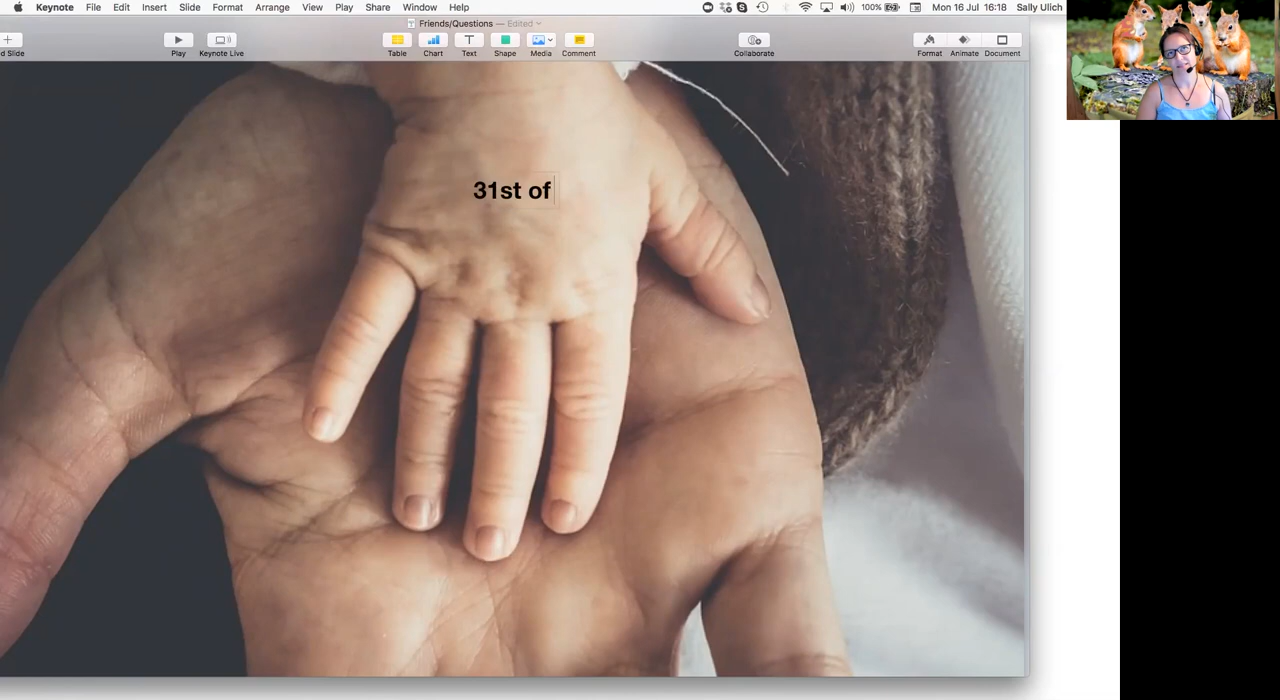 Keynote File Edit Insert Slide Format Arrange View Play Share Window Help 100% Mon 16 Jul 16:18 Sally Ulich
Friends/Questions — Edited
d Slide Play Keynote Live Table Chart Text Shape Media Comment Collaborate Format Animate Document
31st of